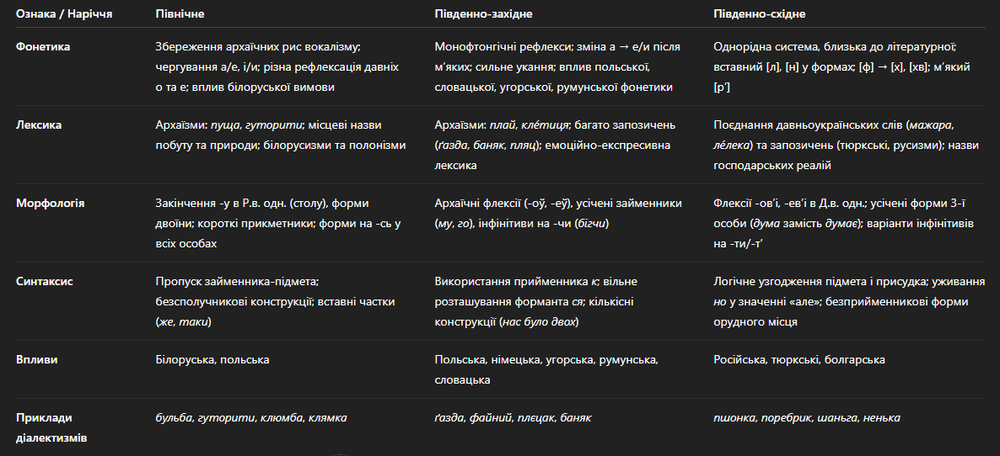 Ознака / Наріччя
Північне
Південно-західне
Південно-східне
Фонетика
Збереження архаїчних рис вокалізму;
чергування а/е, і/и; різна рефлексація давніх
о та е; вплив білоруської вимови
Монофтонгічні рефлекси; зміна а → е/и після
м’яких; сильне укання; вплив польської,
словацької, угорської, румунської фонетики
Однорідна система, близька до літературної;
вставний [л], [н] у формах; [ф] → [х], [хв]; м’який
[р’]
Лексика
Архаїзми: пуща, гуторити; місцеві назви
побуту та природи; білорусизми та полонізми
Архаїзми: плай, кле́тиця; багато запозичень
(ґазда, баняк, пляц); емоційно-експресивна
лексика
Поєднання давньоукраїнських слів (мажара,
ле́лека) та запозичень (тюркські, русизми); назви
господарських реалій
Морфологія
Закінчення -у в Р.в. одн. (столу), форми
двоїни; короткі прикметники; форми на -сь у
всіх особах
Архаїчні флексії (-оў, -еў), усічені займенники
(му, го), інфінітиви на -чи (бігчи)
Флексії -ов’і, -ев’і в Д.в. одн.; усічені форми 3-ї
особи (дума замість думає); варіанти інфінітивів
на -ти/-т’
Синтаксис
Пропуск займенника-підмета;
безсполучникові конструкції; вставні частки
(же, таки)
Використання прийменника к; вільне
розташування форманта ся; кількісні
конструкції (нас було двох)
Логічне узгодження підмета і присудка; уживання
но у значенні «але»; безприйменникові форми
орудного місця
Впливи
Білоруська, польська
Польська, німецька, угорська, румунська,
словацька
Російська, тюркські, болгарська
Приклади
діалектизмів
бульба, гуторити, клюмба, клямка
ґазда, файний, плєцак, баняк
пшонка, поребрик, шаньга, ненька